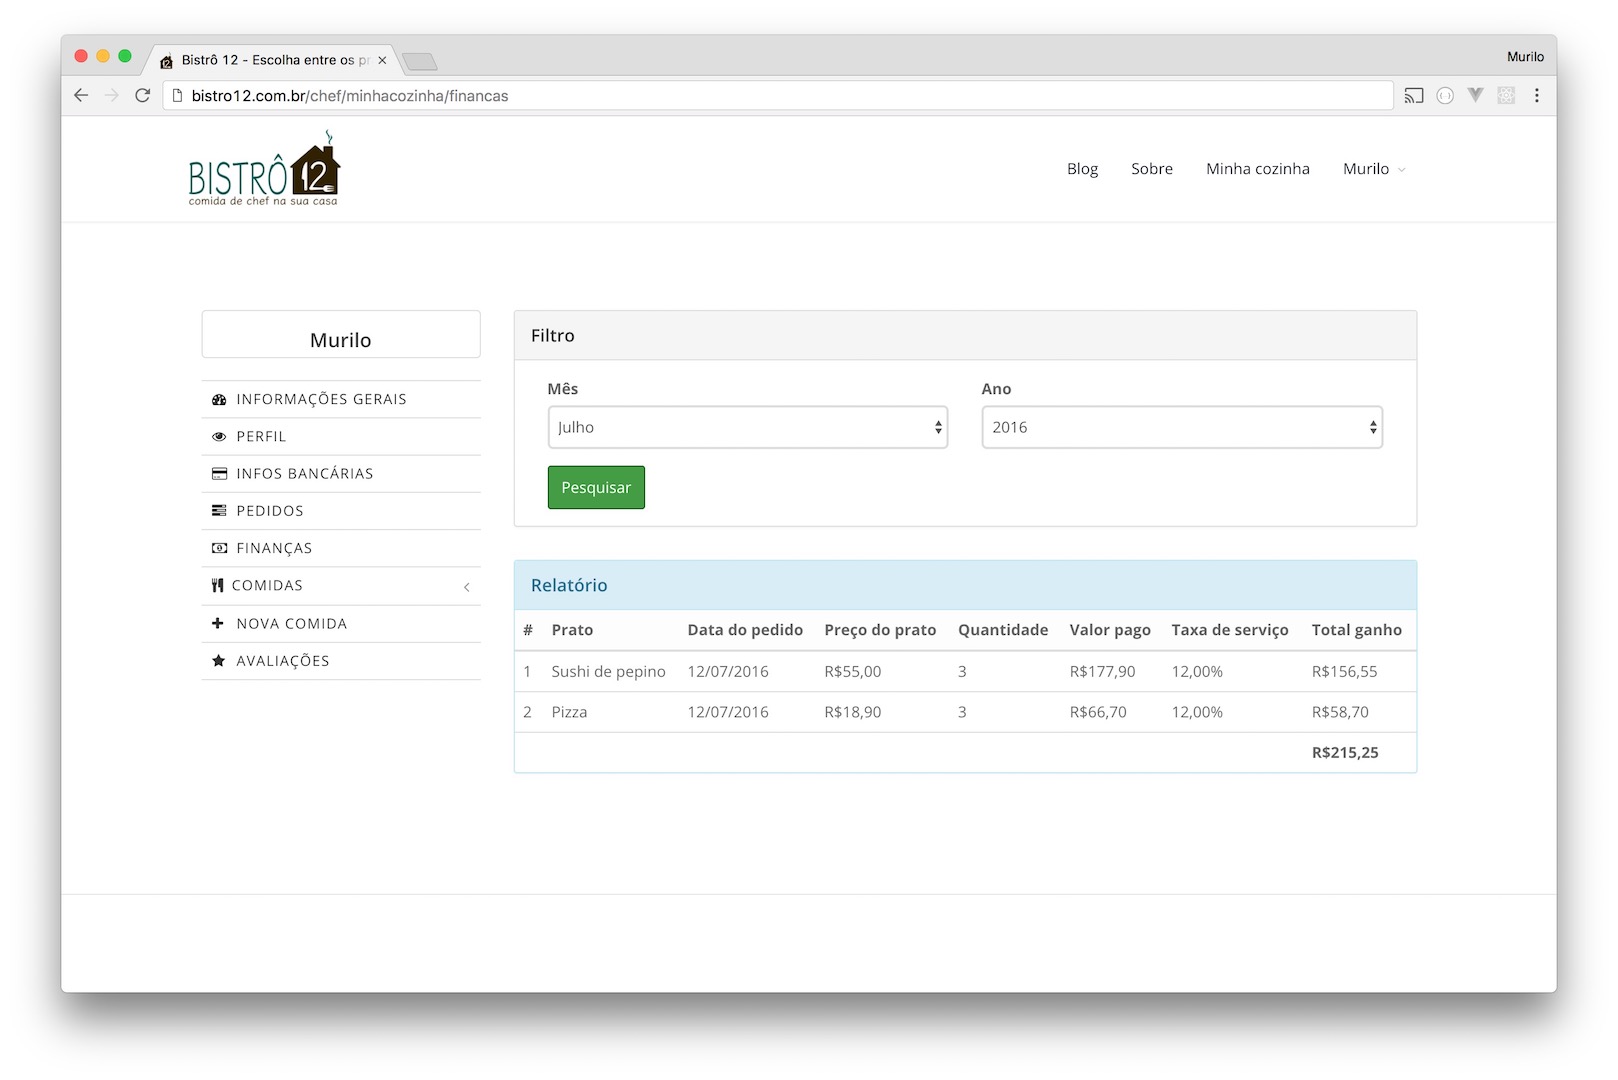 Bistrô 12 - Escolha entre os pr
Murilo
bistro12.com.br/chef/minhacozinha/financas
BISTRÔ 12
comida de chef na sua casa
Blog Sobre Minha cozinha Murilo
Murilo
INFORMAÇÕES GERAIS
PERFIL
INFOS BANCÁRIAS
PEDIDOS
FINANÇAS
COMIDAS
NOVA COMIDA
AVALIAÇÕES
Filtro
Mês Ano
Julho 2016
Pesquisar
Relatório
# Prato Data do pedido Preço do prato Quantidade Valor pago Taxa de serviço Total ganho
1 Sushi de pepino 12/07/2016 R$55,00 3 R$177,90 12,00% R$156,55
2 Pizza 12/07/2016 R$18,90 3 R$66,70 12,00% R$58,70
R$215,25